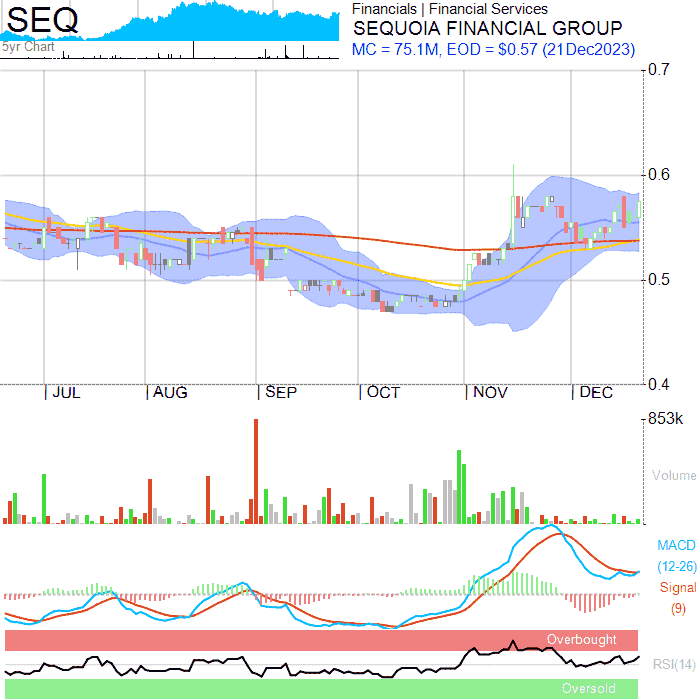 SEQ
5yr Chart
Financials | Financial Services
SEQUOIA FINANCIAL GROUP
MC = 75.1M, EOD = $0.57 (21Dec2023)
0.7
0.6
0.5
0.4
JUL AUG SEP OCT NOV DEC
853k
Volume
MACD
(12-26)
Signal
(9)
Overbought
RSI(14)
Oversold